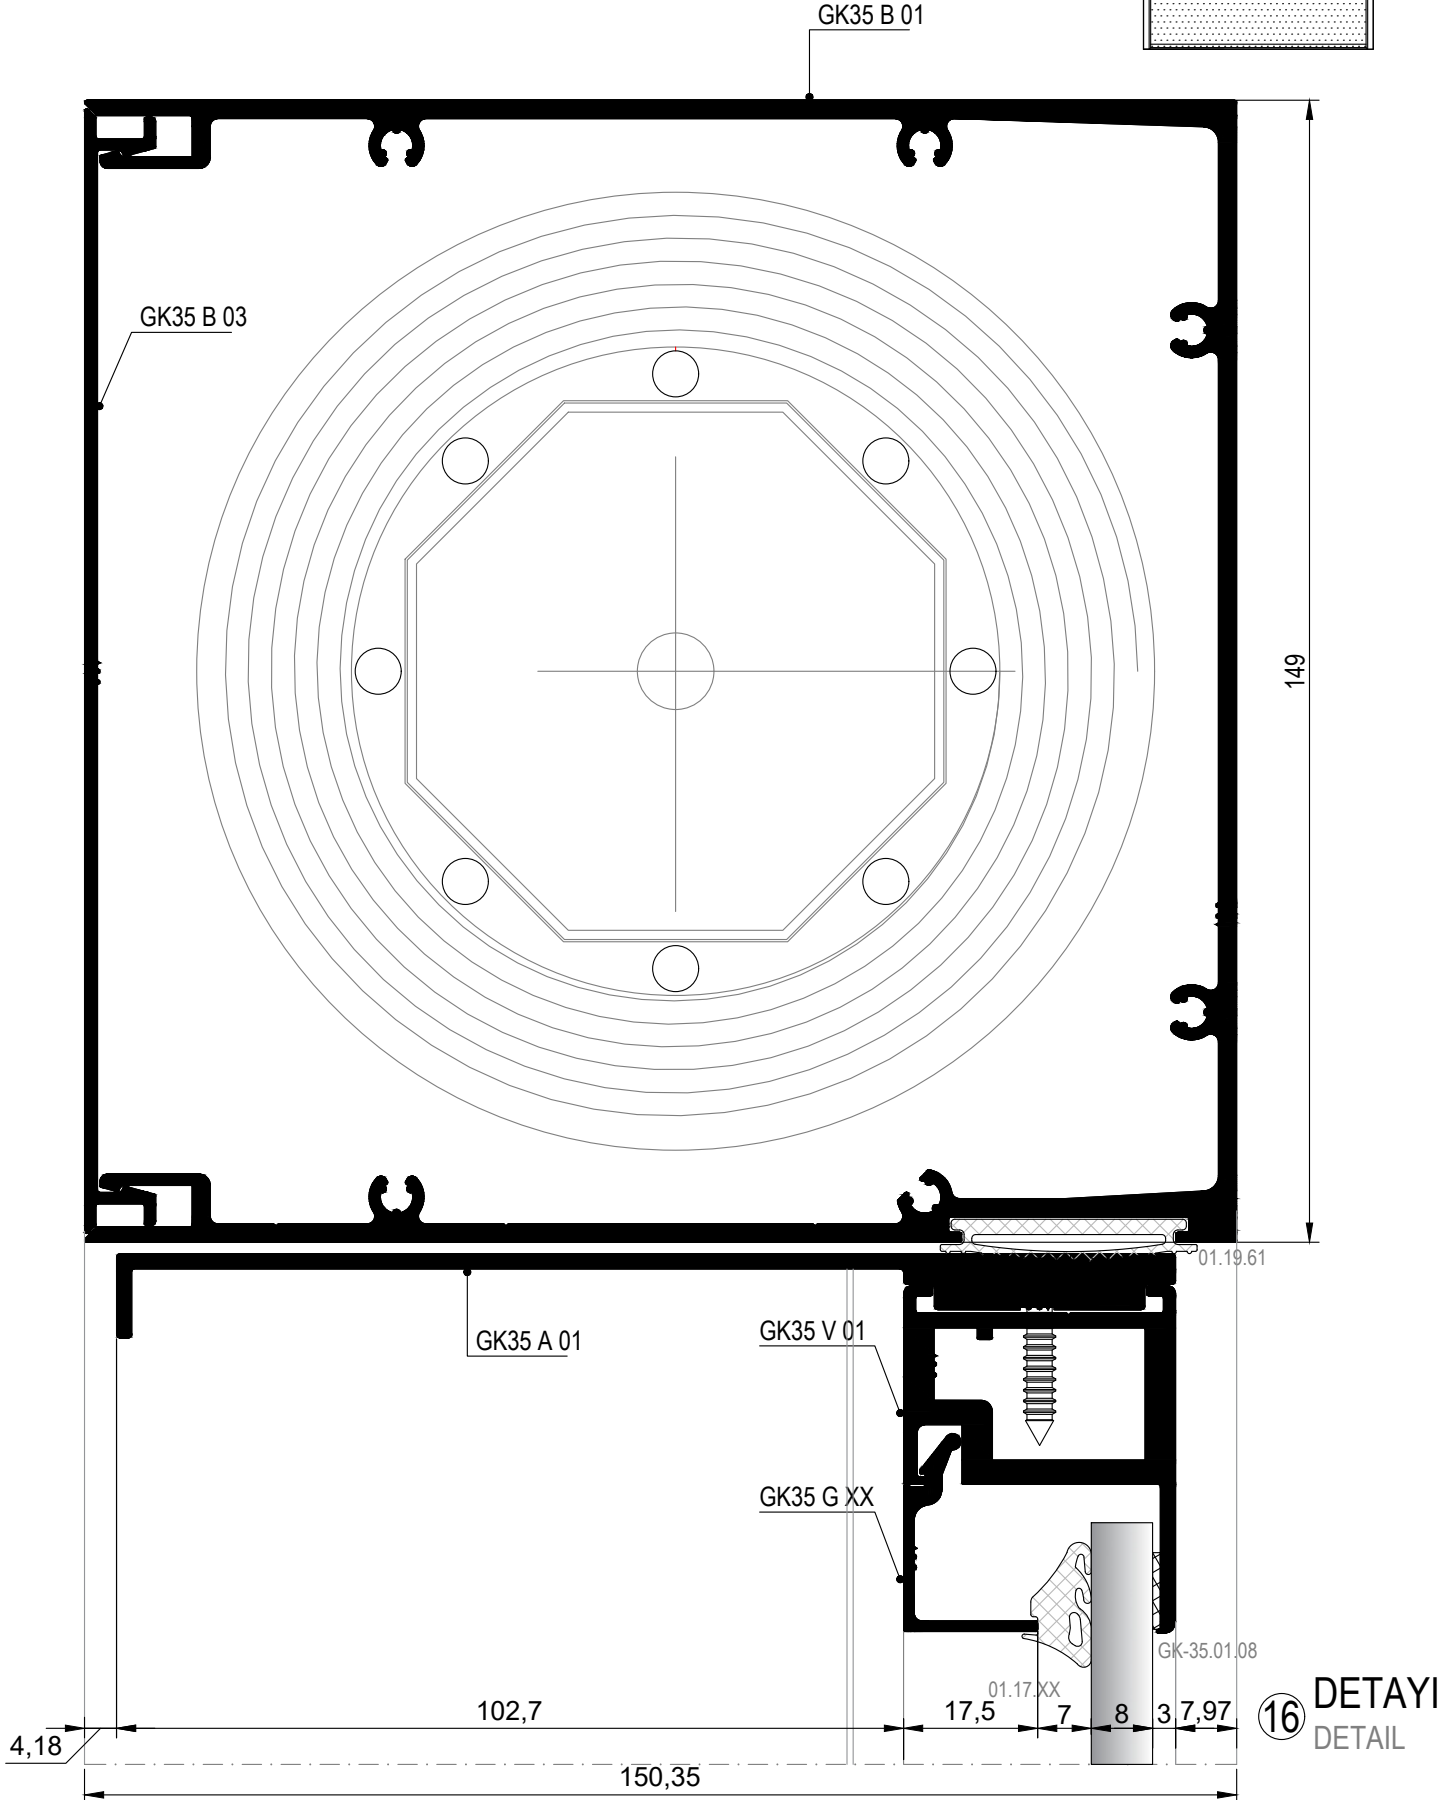 GK35 B 01
GK35 B 03
149
01.19.61
GK35 A 01
GK35 V 01
GK35 G XX
GK-35.01.08
01.17.XX
4,18
102,7
17,5
7
8
3
7,97
16
DETAYI
DETAIL
150,35